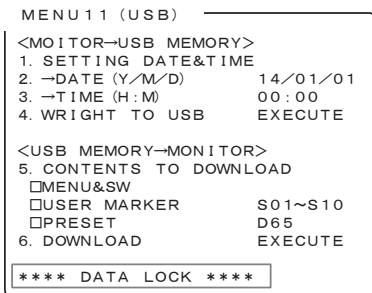 MENU11 (USB)
<MOITOR→USB MEMORY>
1. SETTING DATE&TIME
2. →DATE (Y/M/D) 14/01/01
3. →TIME (H:M) 00:00
4. WRIGHT TO USB EXECUTE
<USB MEMORY→MONITOR>
5. CONTENTS TO DOWNLOAD
□MENU&SW
□USER MARKER S01~S10
□PRESET D65
6. DOWNLOAD EXECUTE
**** DATA LOCK ****